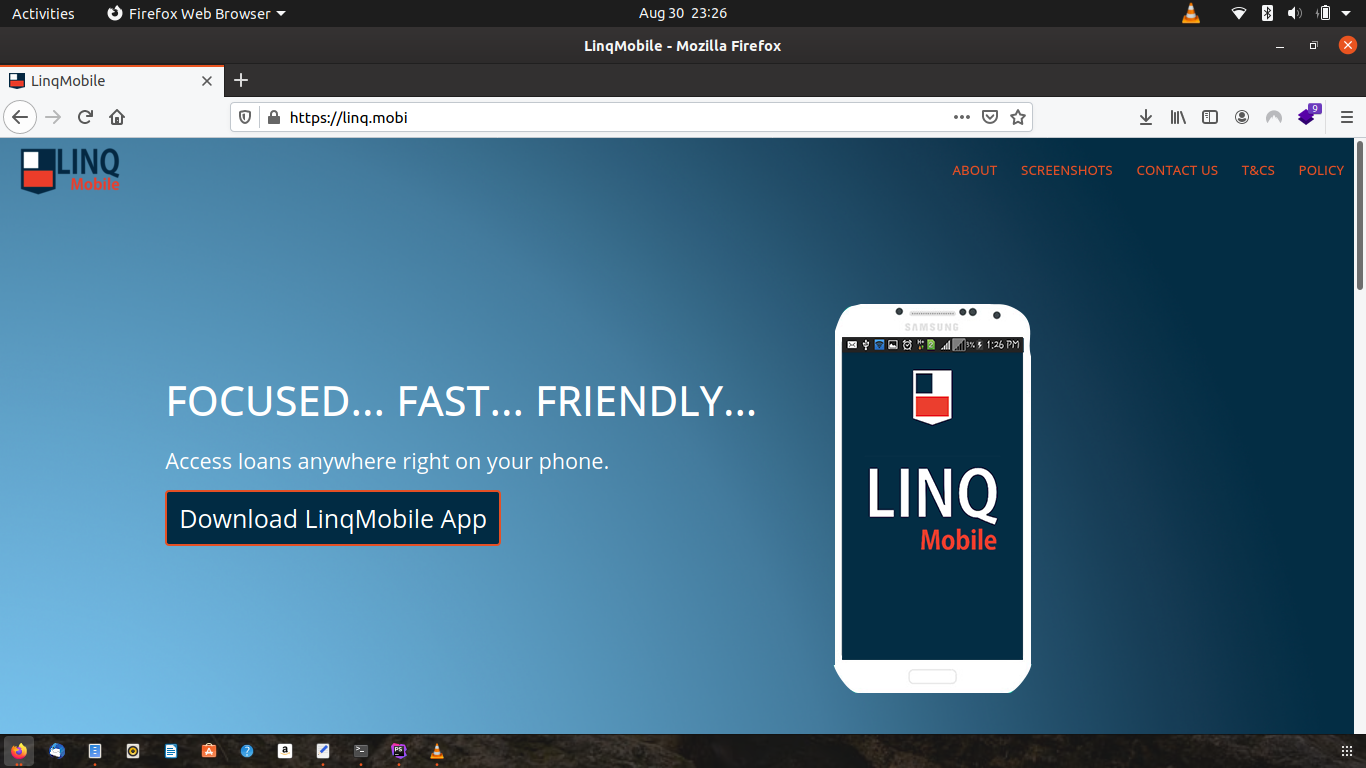 Activities
Firefox Web Browser
Aug 30 23:26
LinqMobile - Mozilla Firefox
LinqMobile
https://linq.mobi
9
LINQ
Mobile
ABOUT
SCREENSHOTS
CONTACT US
T&CS
POLICY
SAMSUNG
H+
3%
1:26 PM
FOCUSED... FAST... FRIENDLY...
Access loans anywhere right on your phone.
Download LinqMobile App
LINQ
Mobile
?
a
>_
PS